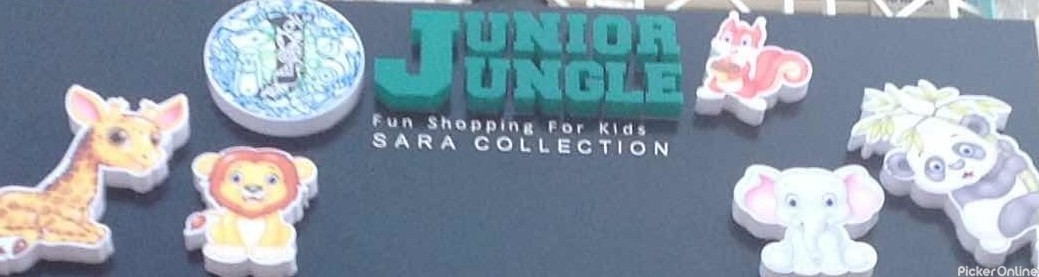 JUNIOR
JUNGLE
Fun Shopping For Kids
SARA COLLECTION
PickerOnline